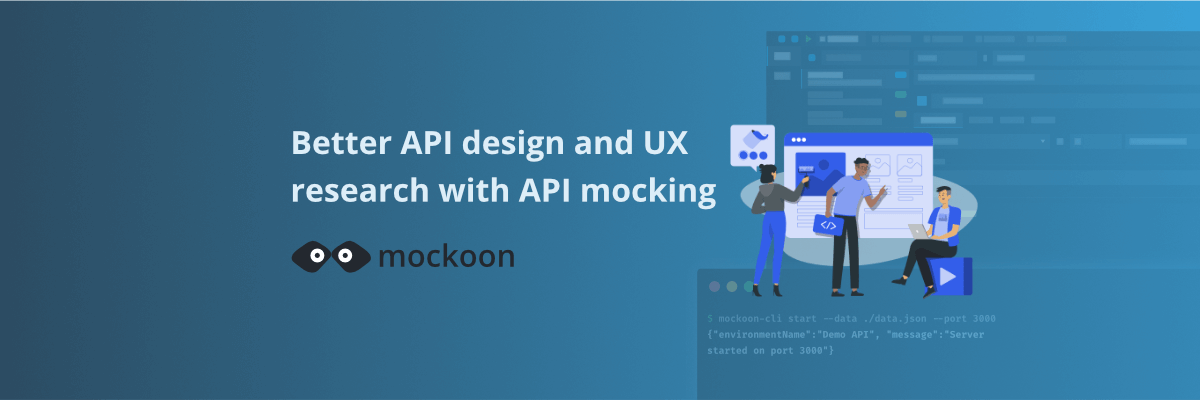 Better API design and UX
research with API mocking
mockoon
</>
$ mockoon-cli start --data ./data.json --port 3000
{"environmentName":"Demo API", "message":"Server
started on port 3000"}